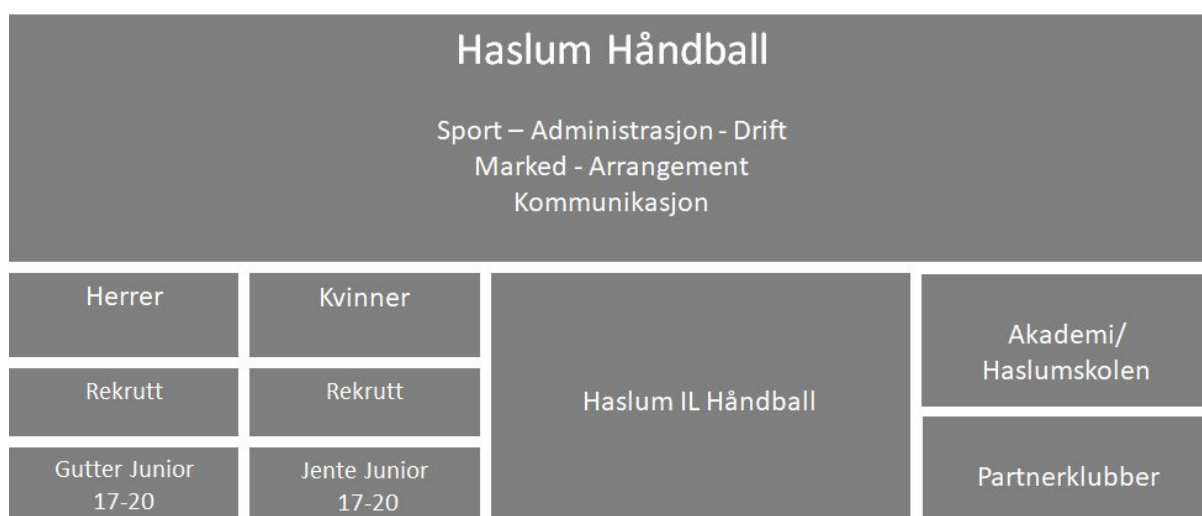 Haslum Håndball
Sport – Administrasjon - Drift
Marked - Arrangement
Kommunikasjon
Herrer
Rekrutt
Gutter Junior
17-20
Kvinner
Rekrutt
Jente Junior
17-20
Haslum IL Håndball
Akademi/
Haslumskolen
Partnerklubber